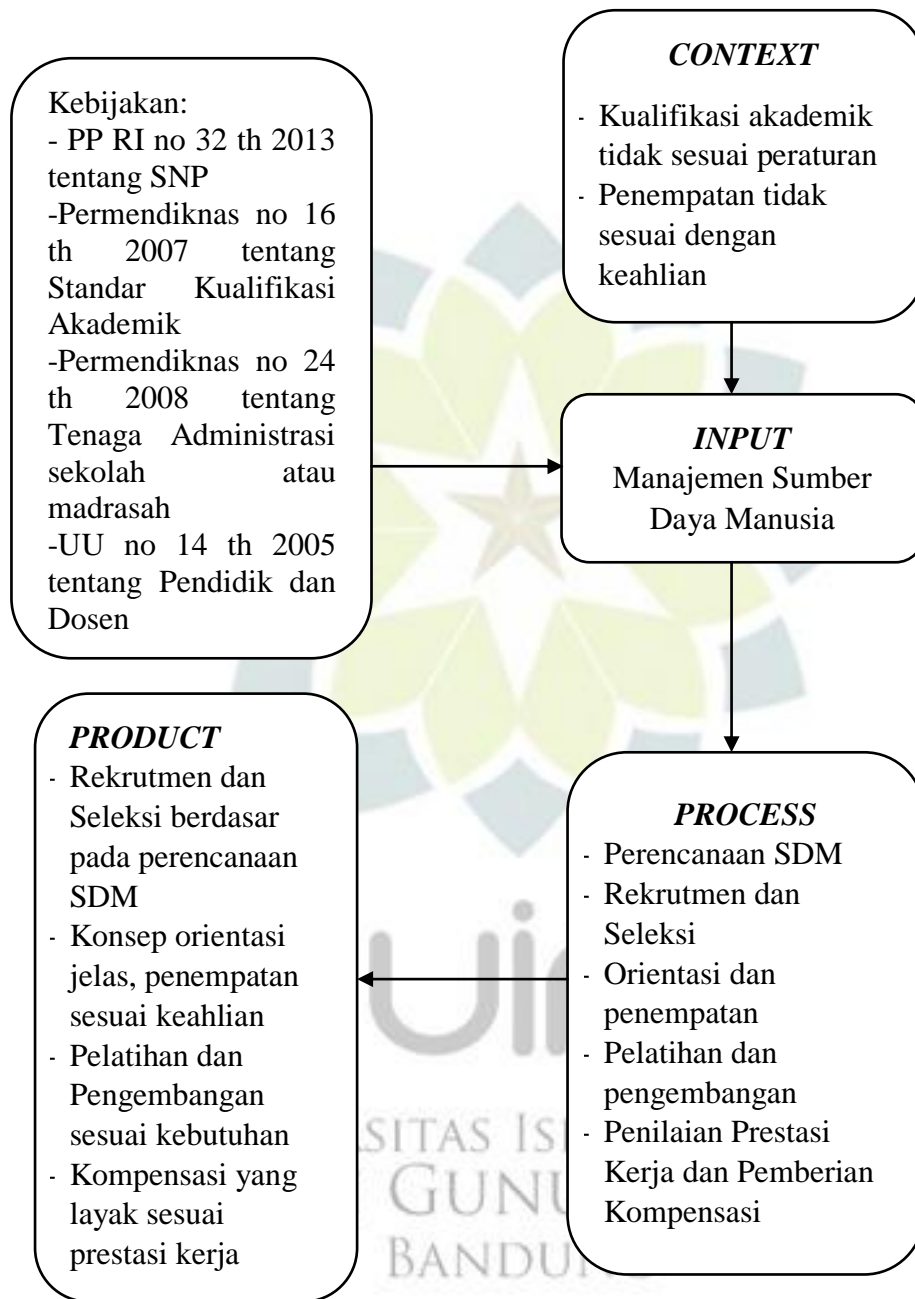 Kebijakan:
- PP RI no 32 th 2013
tentang SNP
-Permendiknas no 16
th 2007 tentang
Standar Kualifikasi
Akademik
-Permendiknas no 24
th 2008 tentang
Tenaga Administrasi
sekolah atau
madrasah
-UU no 14 th 2005
tentang Pendidik dan
Dosen
CONTEXT
- Kualifikasi akademik
tidak sesuai peraturan
- Penempatan tidak
sesuai dengan
keahlian
INPUT
Manajemen Sumber
Daya Manusia
PROCESS
- Perencanaan SDM
- Rekrutmen dan
Seleksi
- Orientasi dan
penempatan
- Pelatihan dan
pengembangan
- Penilaian Prestasi
Kerja dan Pemberian
Kompensasi
PRODUCT
- Rekrutmen dan
Seleksi berdasar
pada perencanaan
SDM
- Konsep orientasi
jelas, penempatan
sesuai keahlian
- Pelatihan dan
Pengembangan
sesuai kebutuhan
- Kompensasi yang
layak sesuai
prestasi kerja